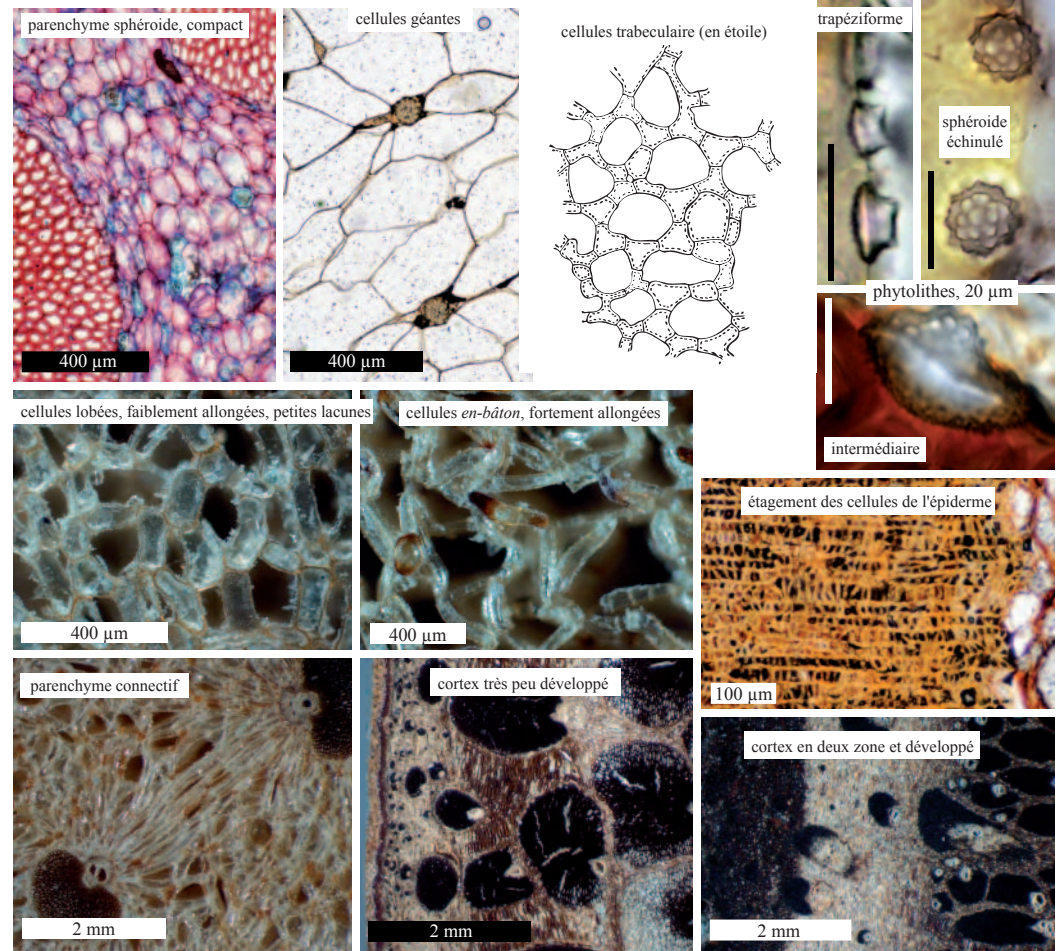 parenchyme sphéroide, compact
cellules géantes
cellules trabeculaire (en étoile)
trapéziforme
sphéroide
échinulé
400 µm
400 µm
phytolithes, 20 µm
intermédiaire
cellules lobées, faiblement allongées, petites lacunes
cellules en-bâton, fortement allongées
400 µm
400 µm
étagement des cellules de l'épiderme
100 µm
parenchyme connectif
cortex très peu développé
cortex en deux zone et développé
2 mm
2 mm
2 mm